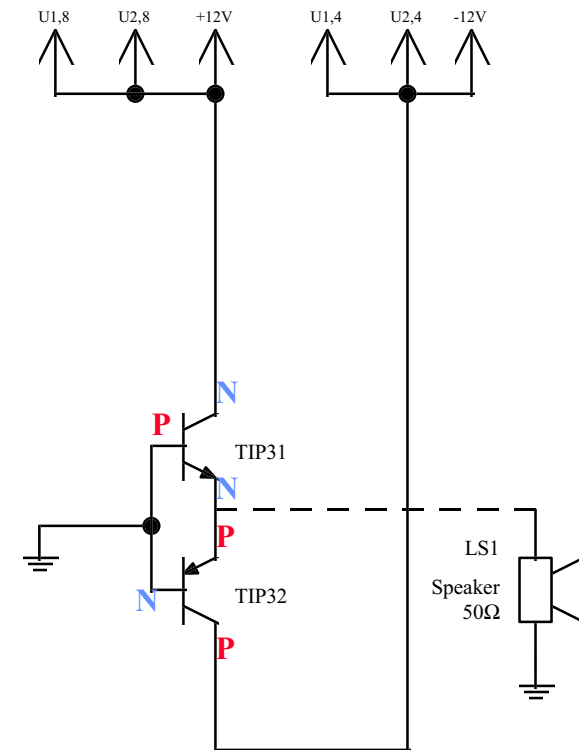 U1,8 U2,8 +12V U1,4 U2,4 -12V
N
P
TIP31
N
P
LS1
N
TIP32
Speaker
50Ω
P